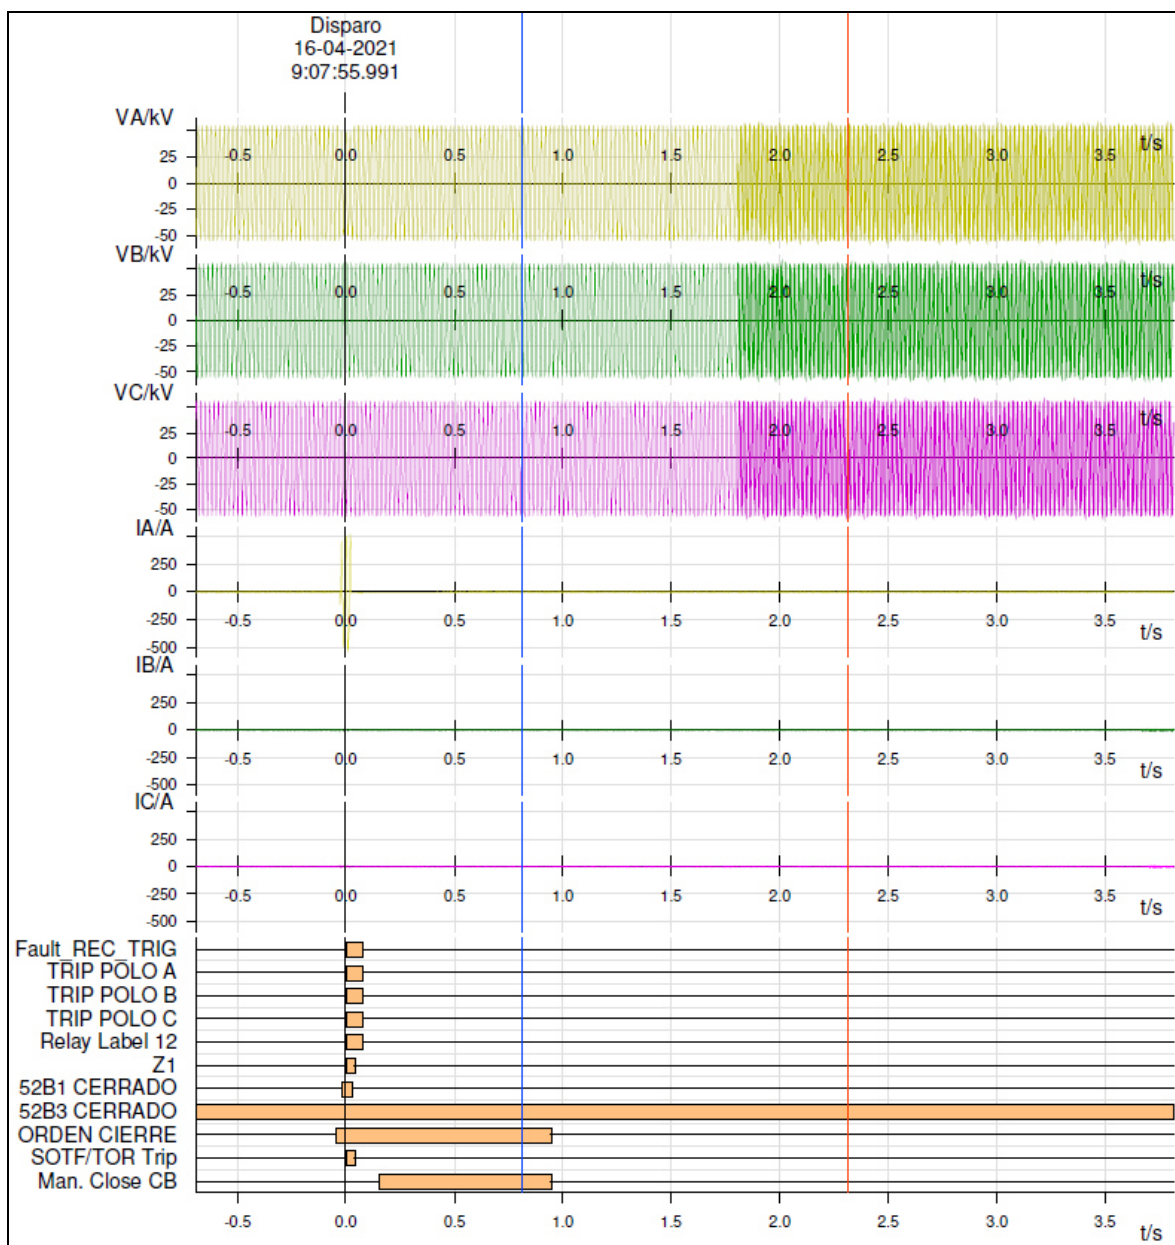 Disparo
16-04-2021
9:07:55.991
VA/kV
t/s
-0.5 0.0 0.5 1.0 1.5 2.0 2.5 3.0 3.5
25
0
-25
-50
VB/kV
t/s
-0.5 0.0 0.5 1.0 1.5 2.0 2.5 3.0 3.5
25
0
-25
-50
VC/kV
t/s
-0.5 0.0 0.5 1.0 1.5 2.0 2.5 3.0 3.5
25
0
-25
-50
IA/A
250
0
-250
-0.5 0.0 0.5 1.0 1.5 2.0 2.5 3.0 3.5
t/s
-500
IB/A
250
0
-250
-0.5 0.0 0.5 1.0 1.5 2.0 2.5 3.0 3.5
t/s
-500
IC/A
250
0
-250
-0.5 0.0 0.5 1.0 1.5 2.0 2.5 3.0 3.5
t/s
-500
Fault_REC_TRIG
TRIP POLO A
TRIP POLO B
TRIP POLO C
Relay Label 12
Z1
52B1 CERRADO
52B3 CERRADO
ORDEN CIERRE
SOTF/TOR Trip
Man. Close CB
-0.5 0.0 0.5 1.0 1.5 2.0 2.5 3.0 3.5
t/s